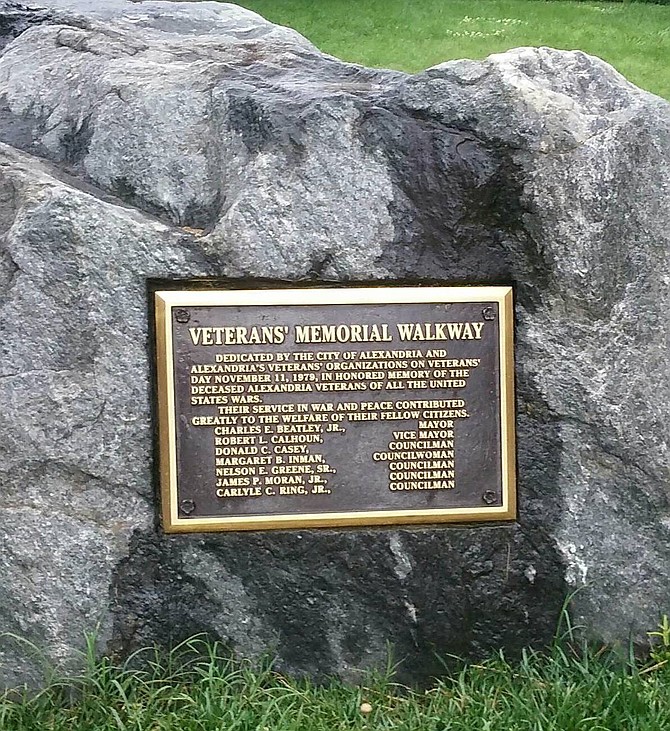 VETERANS' MEMORIAL WALKWAY
DEDICATED BY THE CITY OF ALEXANDRIA AND
ALEXANDRIA'S VETERANS' ORGANIZATIONS ON VETERANS'
DAY NOVEMBER 11, 1979, IN HONORED MEMORY OF THE
DECEASED ALEXANDRIA VETERANS OF ALL THE UNITED
STATES WARS.
THEIR SERVICE IN WAR AND PEACE CONTRIBUTED
GREATLY TO THE WELFARE OF THEIR FELLOW CITIZENS.
CHARLES E. BEATLEY, JR., MAYOR
ROBERT L. CALHOUN, VICE MAYOR
DONALD C. CASEY, COUNCILMAN
MARGARET B. INMAN, COUNCILWOMAN
NELSON E. GREENE, SR., COUNCILMAN
JAMES P. MORAN, JR., COUNCILMAN
CARLYLE C. RING, JR., COUNCILMAN